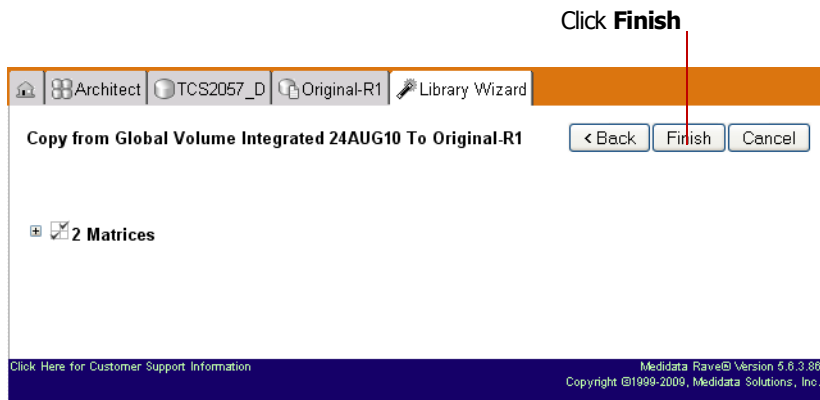 Click Finish
Architect TCS2057_D Original-R1 Library Wizard
Copy from Global Volume Integrated 24AUG10 To Original-R1 < Back Finish Cancel
2 Matrices
Click Here for Customer Support Information Medidata Rave® Version 5.6.3.86
Copyright ©1999-2009, Medidata Solutions, Inc.